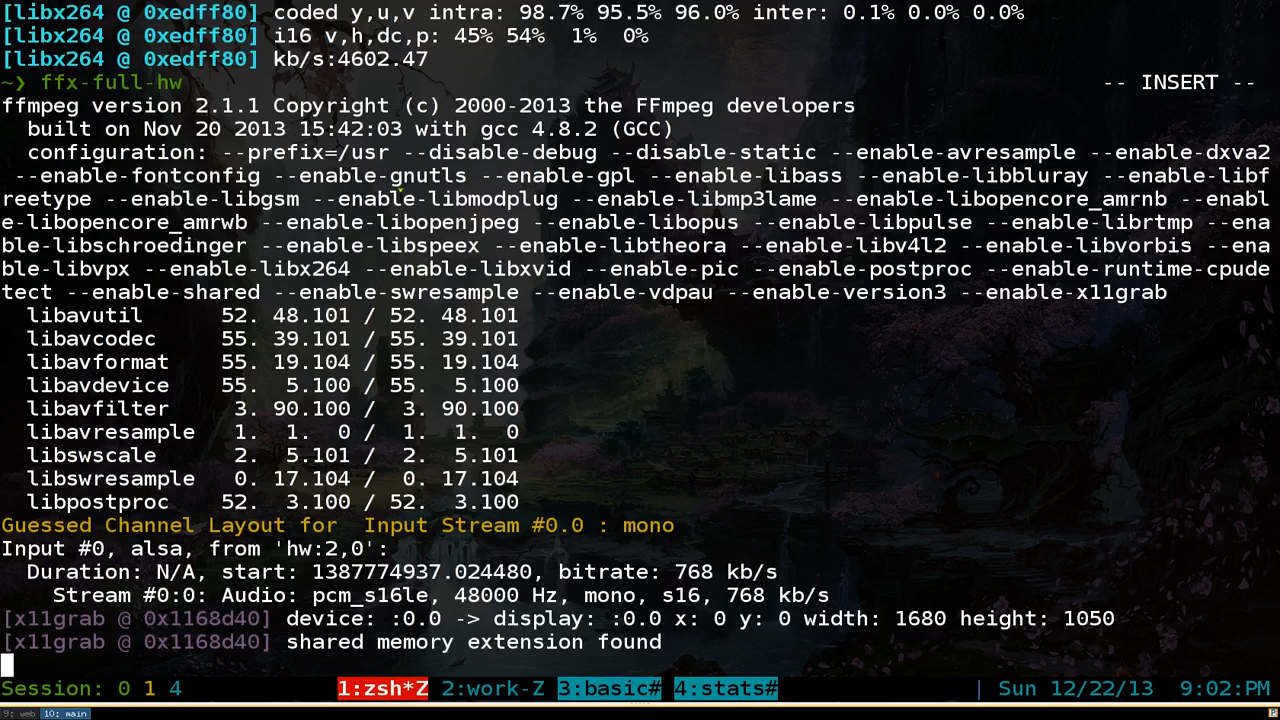 [libx264 @ 0xedff80] coded y,u,v intra: 98.7% 95.5% 96.0% inter: 0.1% 0.0% 0.0%
[libx264 @ 0xedff80] i16 v,h,dc,p: 45% 54%  1%  0%
[libx264 @ 0xedff80] kb/s:4602.47
~❯ ffx-full-hw -- INSERT --
ffmpeg version 2.1.1 Copyright (c) 2000-2013 the FFmpeg developers
  built on Nov 20 2013 15:42:03 with gcc 4.8.2 (GCC)
  configuration: --prefix=/usr --disable-debug --disable-static --enable-avresample --enable-dxva2
 --enable-fontconfig --enable-gnutls --enable-gpl --enable-libass --enable-libbluray --enable-libf
reetype --enable-libgsm --enable-libmodplug --enable-libmp3lame --enable-libopencore_amrnb --enabl
e-libopencore_amrwb --enable-libopenjpeg --enable-libopus --enable-libpulse --enable-librtmp --ena
ble-libschroedinger --enable-libspeex --enable-libtheora --enable-libv4l2 --enable-libvorbis --ena
ble-libvpx --enable-libx264 --enable-libxvid --enable-pic --enable-postproc --enable-runtime-cpude
tect --enable-shared --enable-swresample --enable-vdpau --enable-version3 --enable-x11grab
  libavutil      52. 48.101 / 52. 48.101
  libavcodec     55. 39.101 / 55. 39.101
  libavformat    55. 19.104 / 55. 19.104
  libavdevice    55.  5.100 / 55.  5.100
  libavfilter     3. 90.100 /  3. 90.100
  libavresample   1.  1.  0 /  1.  1.  0
  libswscale      2.  5.101 /  2.  5.101
  libswresample   0. 17.104 /  0. 17.104
  libpostproc    52.  3.100 / 52.  3.100
Guessed Channel Layout for  Input Stream #0.0 : mono
Input #0, alsa, from 'hw:2,0':
  Duration: N/A, start: 1387774937.024480, bitrate: 768 kb/s
    Stream #0:0: Audio: pcm_s16le, 48000 Hz, mono, s16, 768 kb/s
[x11grab @ 0x1168d40] device: :0.0 -> display: :0.0 x: 0 y: 0 width: 1680 height: 1050
[x11grab @ 0x1168d40] shared memory extension found
Session: 0 1 4 1:zsh*Z 2:work-Z 3:basic# 4:stats# | Sun 12/22/13  9:02:PM
9: web 10: main